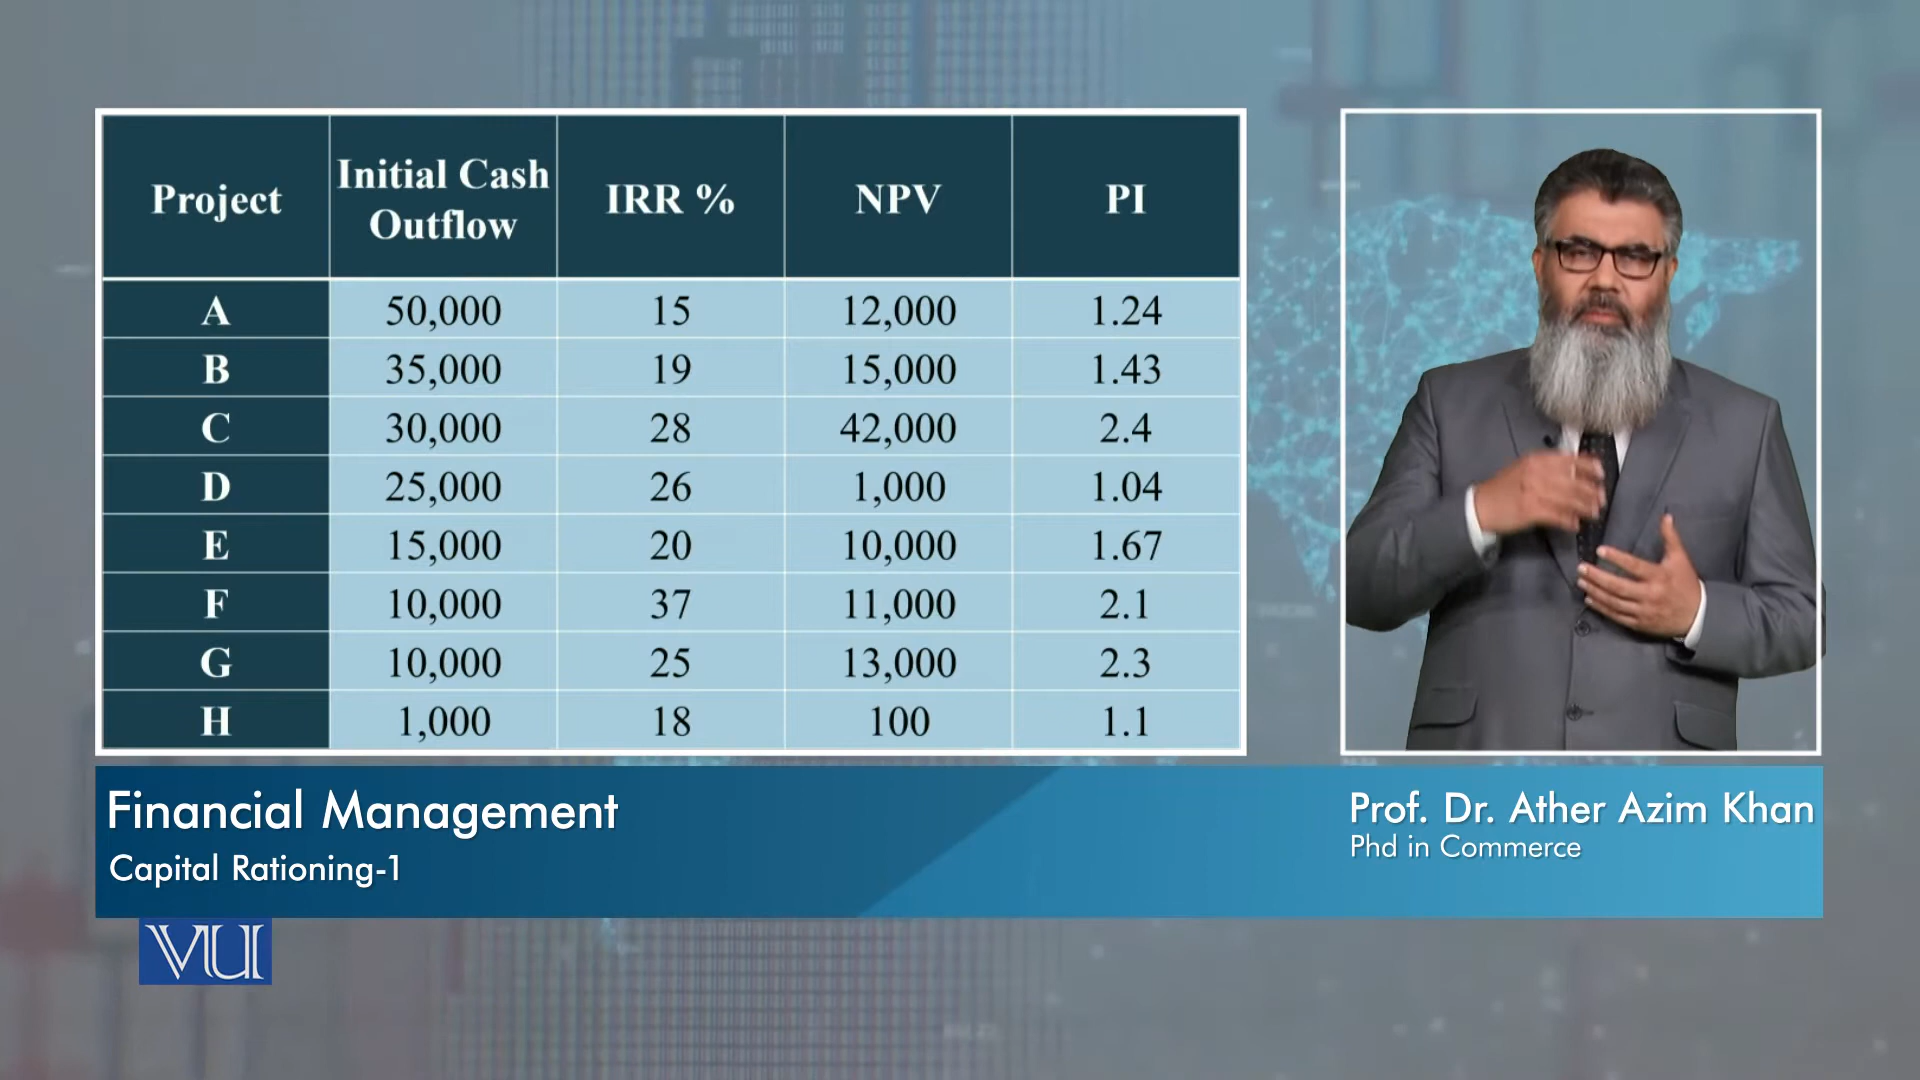 Project Initial Cash Outflow IRR % NPV PI
A 50,000 15 12,000 1.24
B 35,000 19 15,000 1.43
C 30,000 28 42,000 2.4
D 25,000 26 1,000 1.04
E 15,000 20 10,000 1.67
F 10,000 37 11,000 2.1
G 10,000 25 13,000 2.3
H 1,000 18 100 1.1
Financial Management
Capital Rationing-1
Prof. Dr. Ather Azim Khan
Phd in Commerce
VU